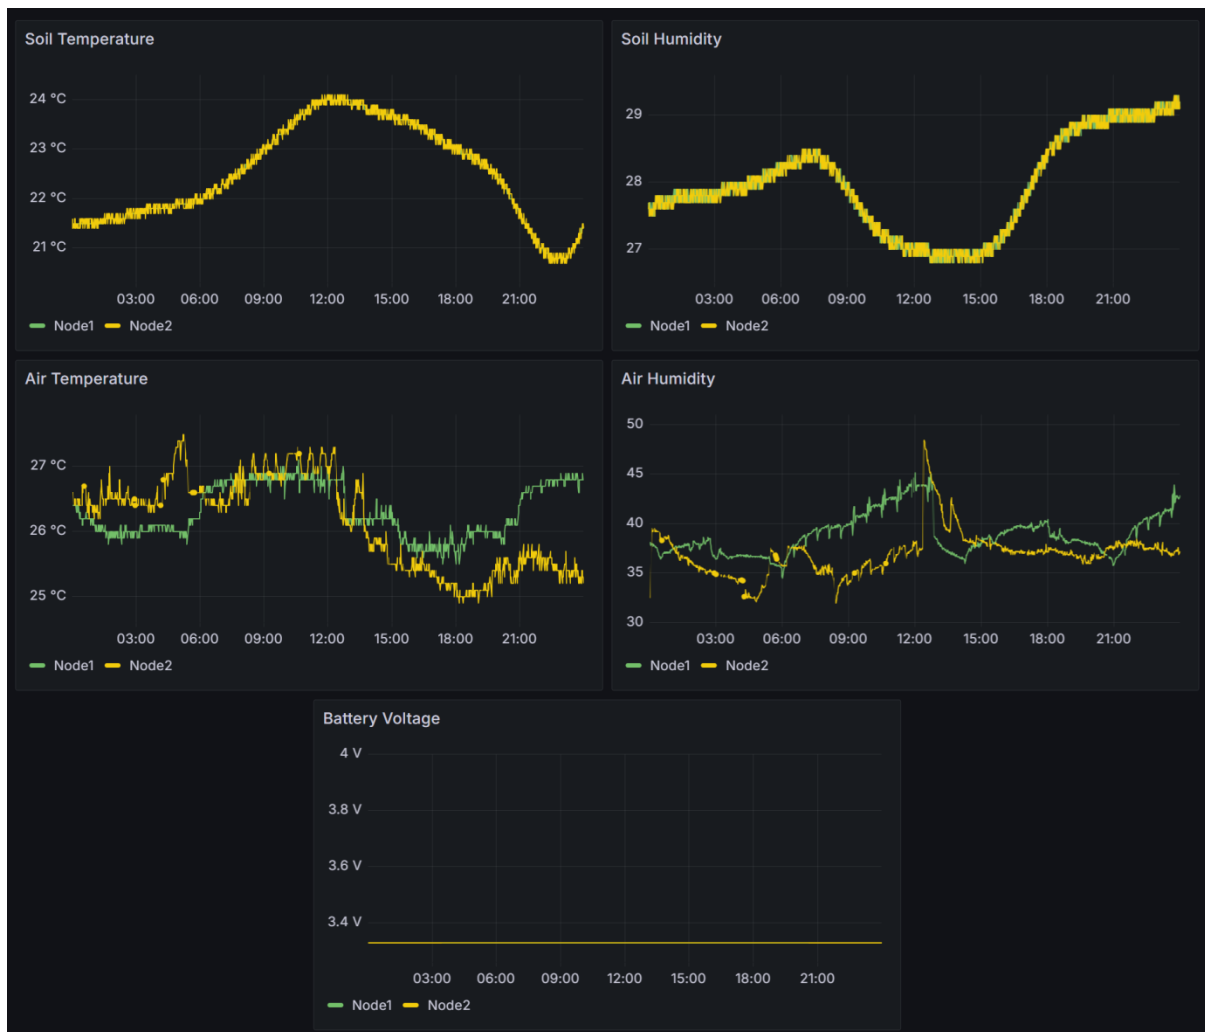 Soil Temperature
24 °C
23 °C
22 °C
21 °C
03:00 06:00 09:00 12:00 15:00 18:00 21:00
Node1 Node2
Soil Humidity
29
28
27
03:00 06:00 09:00 12:00 15:00 18:00 21:00
Node1 Node2
Air Temperature
27 °C
26 °C
25 °C
03:00 06:00 09:00 12:00 15:00 18:00 21:00
Node1 Node2
Air Humidity
50
45
40
35
30
03:00 06:00 09:00 12:00 15:00 18:00 21:00
Node1 Node2
Battery Voltage
4 V
3.8 V
3.6 V
3.4 V
03:00 06:00 09:00 12:00 15:00 18:00 21:00
Node1 Node2